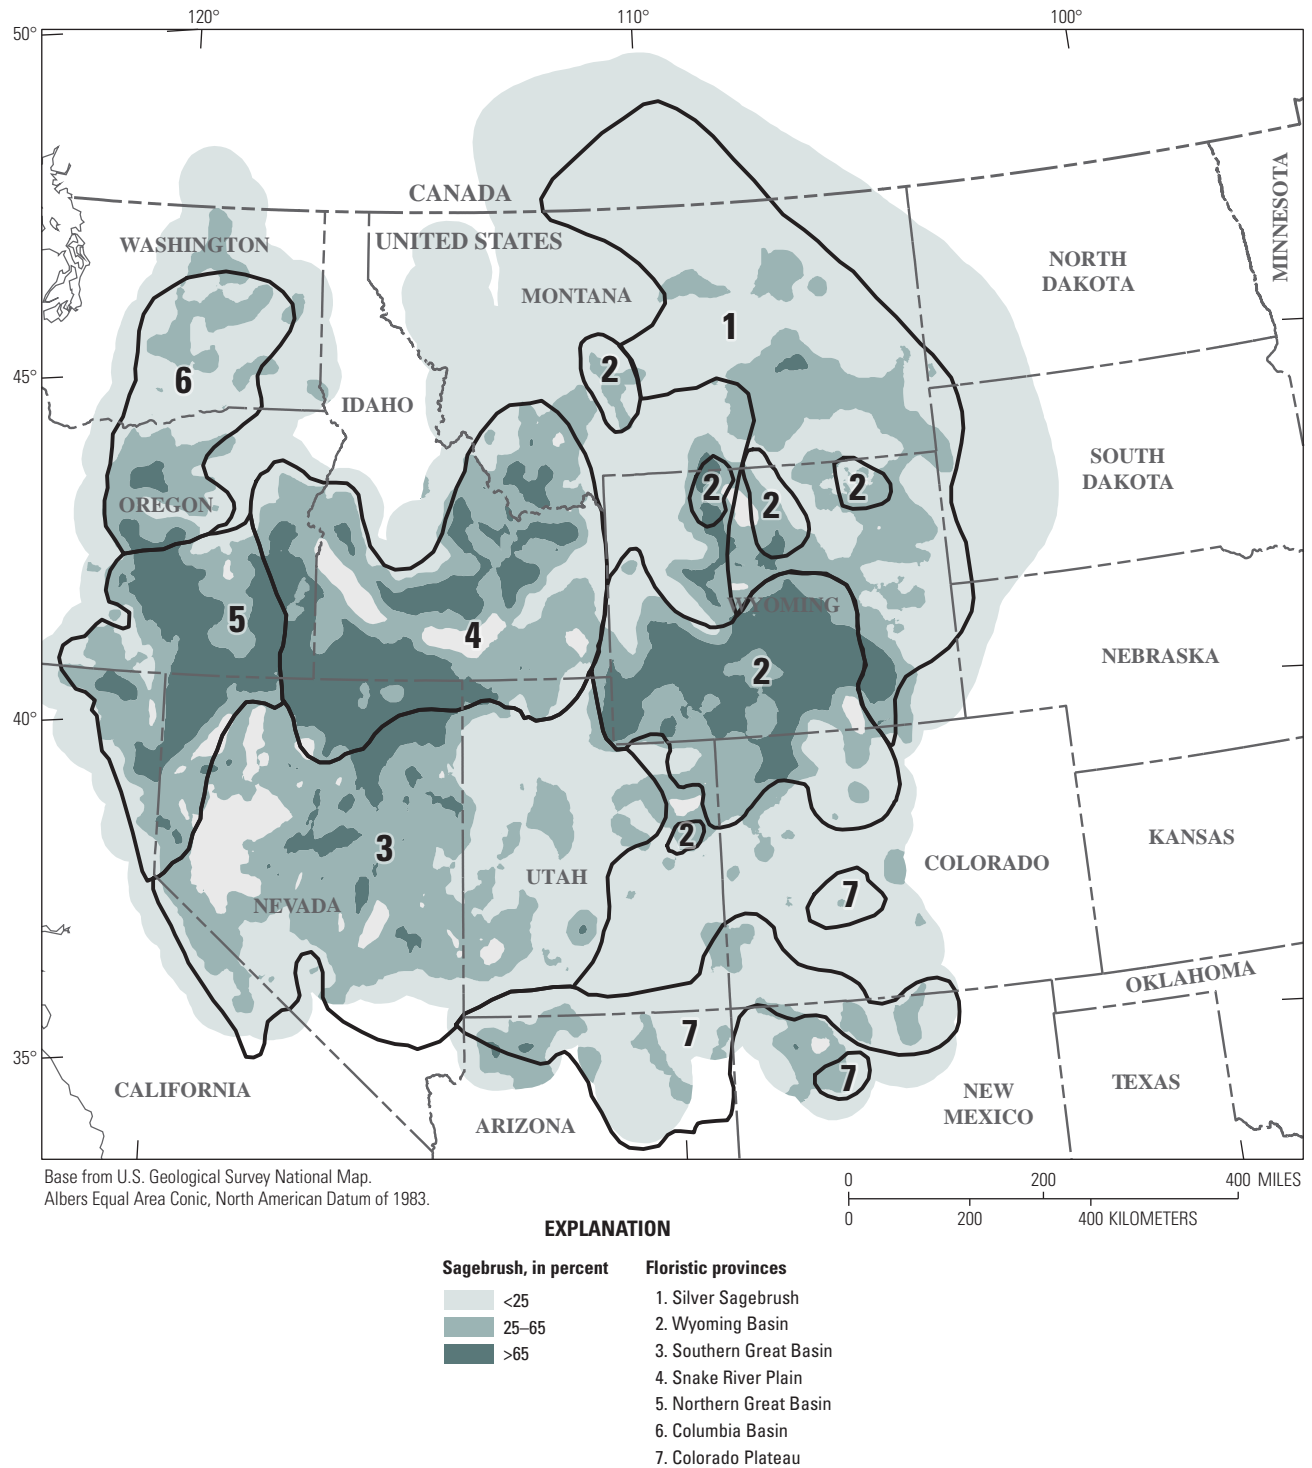 120°
110°
100°
50°
CANADA
WASHINGTON
UNITED STATES
MONTANA
NORTH
DAKOTA
MINNESOTA
1
45°
6
2
IDAHO
SOUTH
DAKOTA
OREGON
2
2
2
5
4
WYOMING
2
NEBRASKA
40°
3
2
KANSAS
UTAH
COLORADO
7
NEVADA
OKLAHOMA
7
35°
7
CALIFORNIA
ARIZONA
NEW
MEXICO
TEXAS
Base from U.S. Geological Survey National Map.
Albers Equal Area Conic, North American Datum of 1983.
0 200 400 MILES
0 200 400 KILOMETERS
EXPLANATION
Sagebrush, in percent
<25
25–65
>65
Floristic provinces
1. Silver Sagebrush
2. Wyoming Basin
3. Southern Great Basin
4. Snake River Plain
5. Northern Great Basin
6. Columbia Basin
7. Colorado Plateau